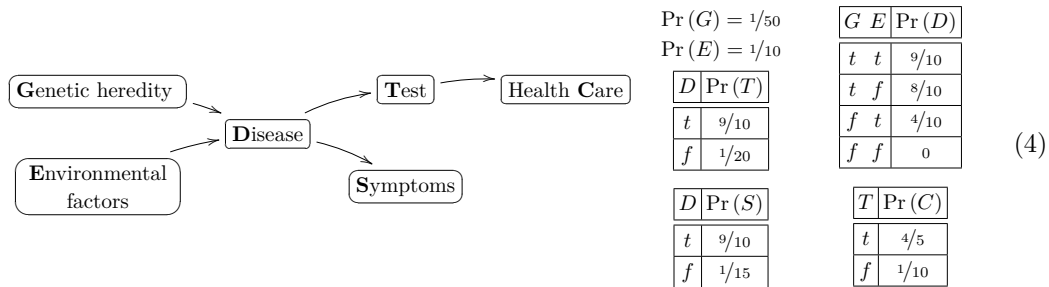 Genetic heredity
Environmental
factors
Disease
Test
Symptoms
Health Care
Pr (G) = 1/50
Pr (E) = 1/10
D Pr (T)
t 9/10
f 1/20
D Pr (S)
t 9/10
f 1/15
G E Pr (D)
t t 9/10
t f 8/10
f t 4/10
f f 0
T Pr (C)
t 4/5
f 1/10
(4)